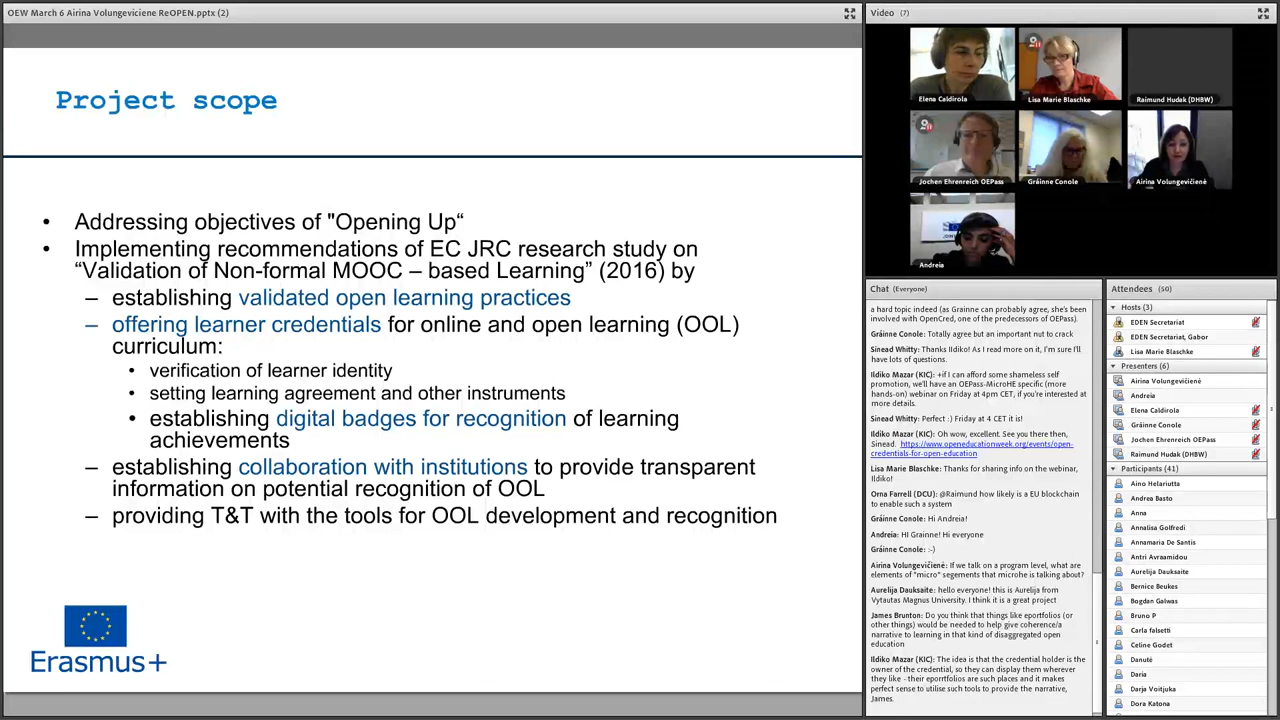 OEW March 6 Airina Volungeviciene ReOPEN.pptx (2)
Project scope
• Addressing objectives of "Opening Up“
• Implementing recommendations of EC JRC research study on
“Validation of Non-formal MOOC – based Learning” (2016) by
– establishing validated open learning practices
– offering learner credentials for online and open learning (OOL)
curriculum:
• verification of learner identity
• setting learning agreement and other instruments
• establishing digital badges for recognition of learning
achievements
– establishing collaboration with institutions to provide transparent
information on potential recognition of OOL
– providing T&T with the tools for OOL development and recognition
Erasmus+
Video (7)
Elena Caldirola
Lisa Marie Blaschke
Raimund Hudak (DHBW)
Jochen Ehrenreich OEPass
Gráinne Conole
Airina Volungevičienė
Andreia
Chat (Everyone)
a hard topic indeed (as Grainne can probably agree, she's been
involved with OpenCred, one of the predecessors of OEPass).
Gráinne Conole: Totally agree but an important nut to crack
Sinead Whitty: Thanks Ildiko! As I read more on it, I'm sure I'll
have lots of questions.
Ildiko Mazar (KIC): +if I can afford some shameless self
promotion, we'll have an OEPass-MicroHE specific (more
hands-on) webinar on Friday at 4pm CET, if you're interested at
more details.
Sinead Whitty: Perfect :) Friday at 4 CET it is!
Ildiko Mazar (KIC): Oh wow, excellent. See you there then,
Sinead. https://www.openeducationweek.org/events/open-
credentials-for-open-education
Lisa Marie Blaschke: Thanks for sharing info on the webinar,
Ildiko!
Orna Farrell (DCU): @Raimund how likely is a EU blockchain
to enable such a system
Gráinne Conole: Hi Andreia!
Andreia: HI Grainne! Hi everyone
Gráinne Conole: :-)
Airina Volungevičienė: If we talk on a program level, what are
elements of "micro" segements that microhe is talking about?
Aurelija Dauksaite: hello everyone! this is Aurelija from
Vytautas Magnus University. I think it is a great project
James Brunton: Do you think that things like eportfolios (or
other things) would be needed to help give coherence/a
narrative to learning in that kind of disaggregated open
education
Ildiko Mazar (KIC): The idea is that the credential holder is the
owner of the credential, so they can display them wherever
they like - their eporrtfolios are such places and it makes
perfect sense to utilise such tools to provide the narrative,
James.
Attendees (50)
Hosts (3)
EDEN Secretariat
EDEN Secretariat, Gabor
Lisa Marie Blaschke
Presenters (6)
Airina Volungevičienė
Andreia
Elena Caldirola
Gráinne Conole
Jochen Ehrenreich OEPass
Raimund Hudak (DHBW)
Participants (41)
Aino Helariutta
Andrea Basto
Anna
Annalisa Golfredi
Annamaria De Santis
Antri Avraamidou
Aurelija Dauksaite
Bernice Beukes
Bogdan Galwas
Bruno P
Carla falsetti
Celine Godet
Danutė
Daria
Darja Voitjuka
Dora Katona